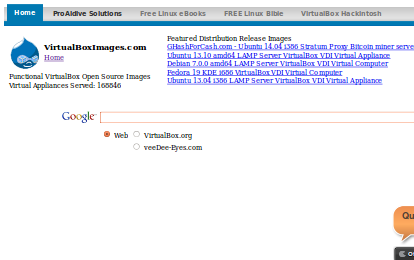 Home ProAldive Solutions Free Linux eBooks FREE Linux Bible VirtualBox Hackintosh
Featured Distribution Release Images
GHashForCash.com - Ubuntu 14.04 i386 Stratum Proxy Bitcoin miner serve
Ubuntu 13.10 amd64 LAMP Server VirtualBox VDI Virtual Appliance
Debian 7.0.0 amd64 LAMP Server VirtualBox VDI Virtual Computer
Fedora 19 KDE i686 VirtualBox VDI Virtual Computer
Ubuntu 13.04 i386 LAMP Server VirtualBox VDI Virtual Appliance
VirtualBoxImages.com
Home
Functional VirtualBox Open Source Images
Virtual Appliances Served: 168846
Google
Web VirtualBox.org
veeDee-Eyes.com
Qu